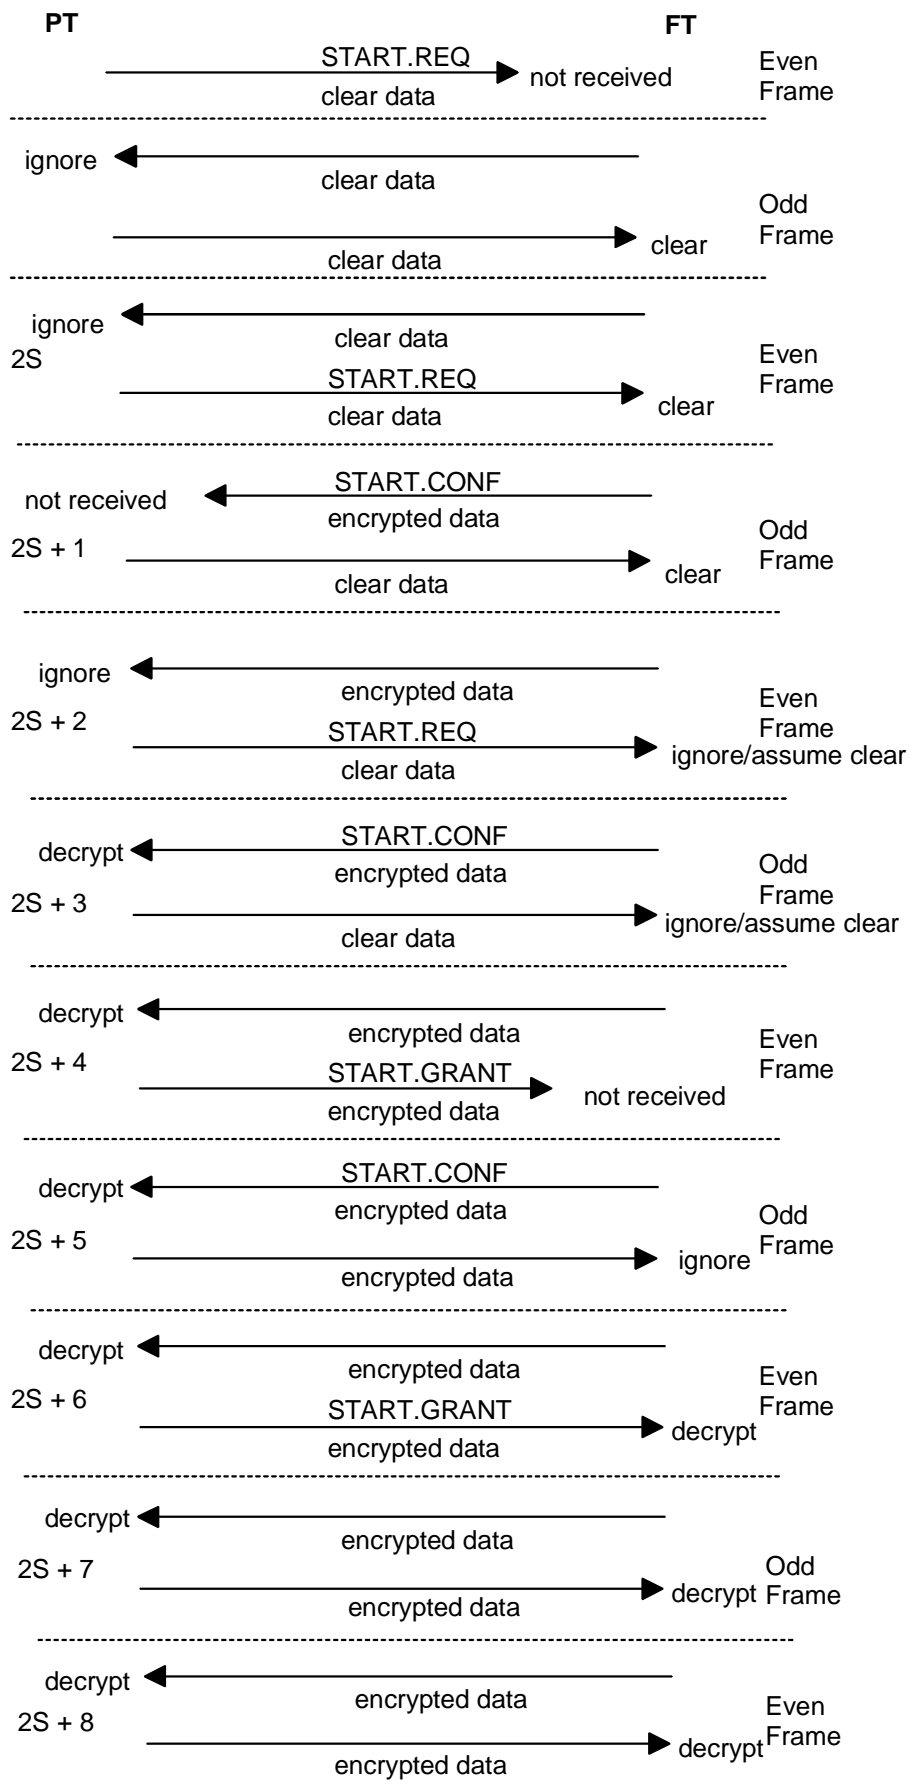 PT
FT
START.REQ
not received
Even
Frame
clear data
ignore
clear data
Odd
Frame
clear
clear data
ignore
clear data
2S
Even
Frame
START.REQ
clear
clear data
START.CONF
not received
encrypted data
Odd
Frame
2S + 1
clear
clear data
ignore
encrypted data
Even
Frame
2S + 2
START.REQ
ignore/assume clear
clear data
START.CONF
decrypt
encrypted data
Odd
Frame
2S + 3
ignore/assume clear
clear data
decrypt
encrypted data
Even
Frame
2S + 4
START.GRANT
not received
encrypted data
START.CONF
decrypt
encrypted data
Odd
Frame
2S + 5
ignore
encrypted data
decrypt
encrypted data
Even
Frame
2S + 6
START.GRANT
decrypt
encrypted data
decrypt
encrypted data
2S + 7
Odd
Frame
decrypt
encrypted data
decrypt
encrypted data
2S + 8
Even
Frame
decrypt
encrypted data